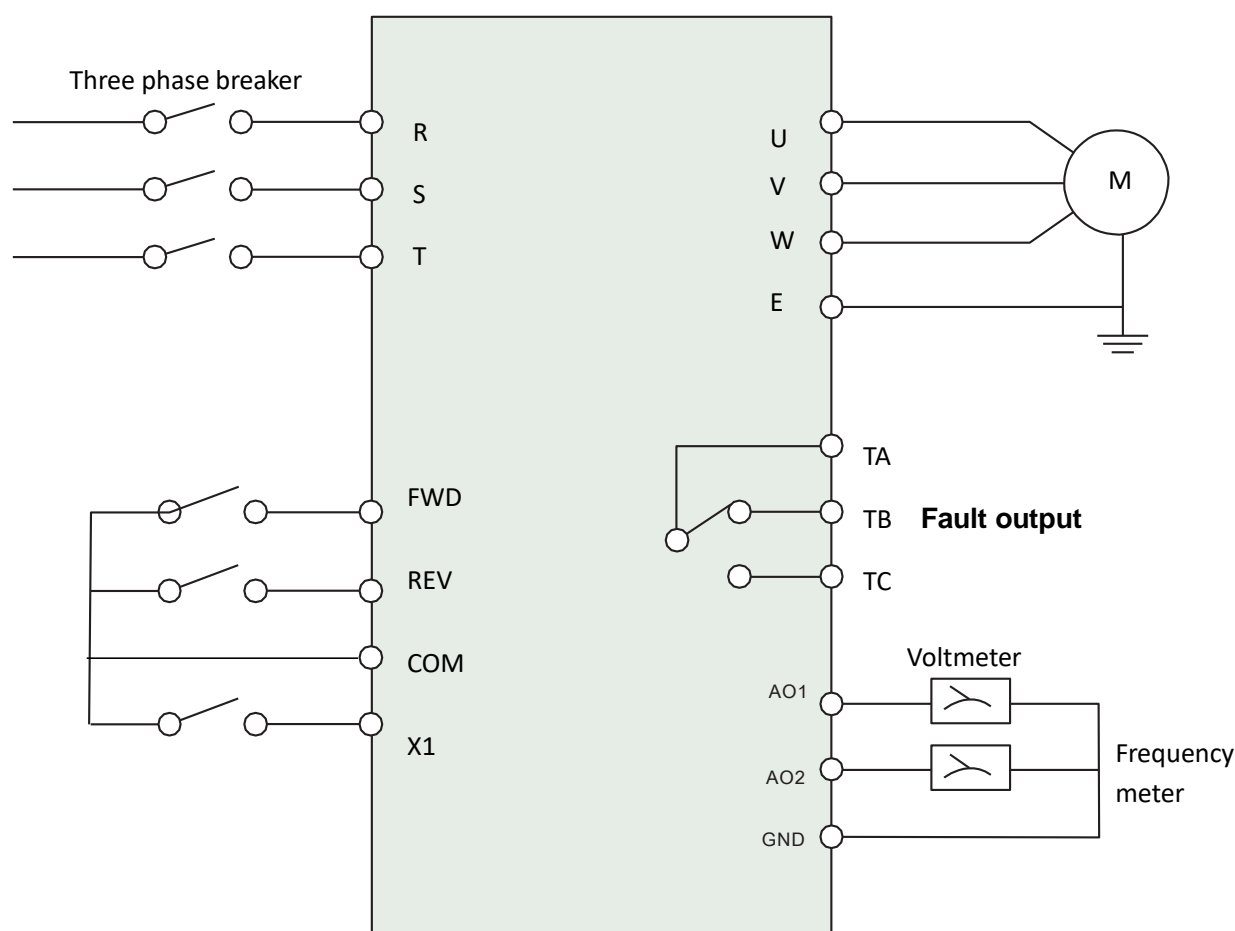 Three phase breaker
R
S
T
U
V
W
E
M
FWD
REV
COM
X1
TA
TB Fault output
TC
Voltmeter
AO1
AO2
GND
Frequency
meter